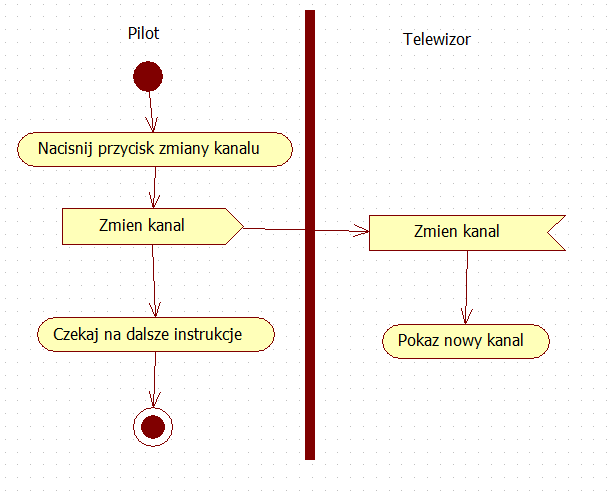 Pilot
Telewizor
Nacisnij przycisk zmiany kanalu
Zmien kanal
Zmien kanal
Czekaj na dalsze instrukcje
Pokaz nowy kanal